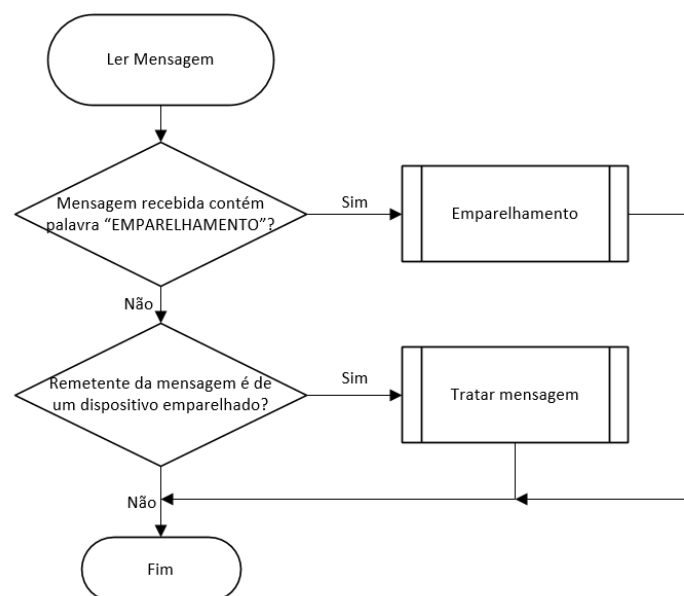 Ler Mensagem
Mensagem recebida contém
palavra “EMPARELHAMENTO”?
Sim
Emparelhamento
Não
Remetente da mensagem é de
um dispositivo emparelhado?
Sim
Tratar mensagem
Não
Fim